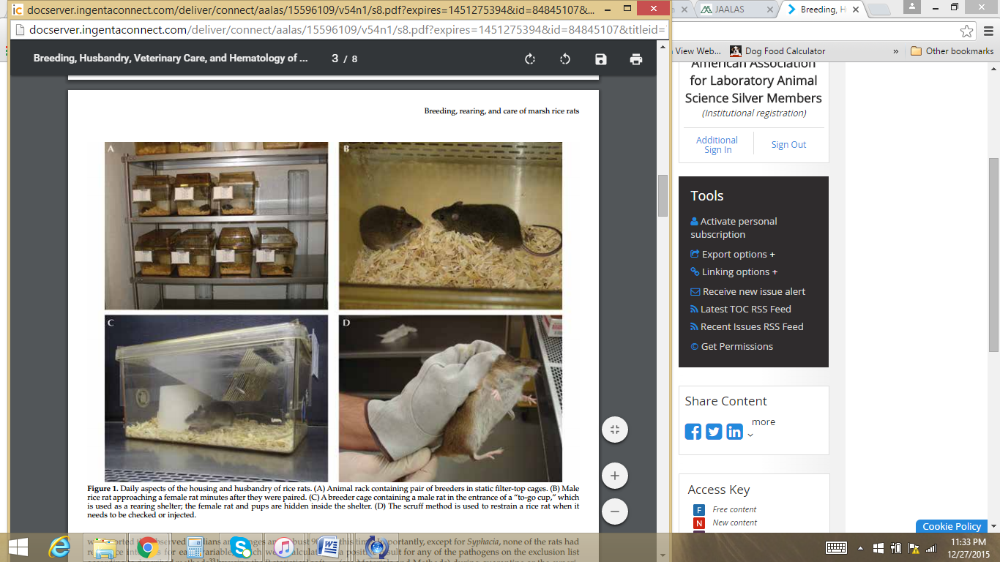 docserver.ingentaconnect.com/deliver/connect/aalas/15596109/v54n1/s8.pdf?expires=1451275394&id=84845107&...
JAALAS
Breeding, H
docserver.ingentaconnect.com/deliver/connect/aalas/15596109/v54n1/s8.pdf?expires=1451275394&id=84845107&titleid=
View Web...
Dog Food Calculator
»
Other bookmarks
Breeding, Husbandry, Veterinary Care, and Hematology of ...
3 / 8
Breeding, rearing, and care of marsh rice rats
A
B
C
D
Figure 1. Daily aspects of the housing and husbandry of rice rats. (A) Animal rack containing pair of breeders in static filter-top cages. (B) Male
rice rat approaching a female rat minutes after they were paired. (C) A breeder cage containing a male rat in the entrance of a “to-go cup,” which
is used as a rearing shelter; the female rat and pups are hidden inside the shelter. (D) The scruff method is used to restrain a rice rat when it
needs to be checked or injected.
American Association
for Laboratory Animal
Science Silver Members
(Institutional registration)
Additional
Sign In
Sign Out
Tools
Activate personal
subscription
Export options +
Linking options +
Receive new issue alert
Latest TOC RSS Feed
Recent Issues RSS Feed
© Get Permissions
Share Content
more
Access Key
F Free content
N New content
Cookie Policy
11:33 PM
12/27/2015